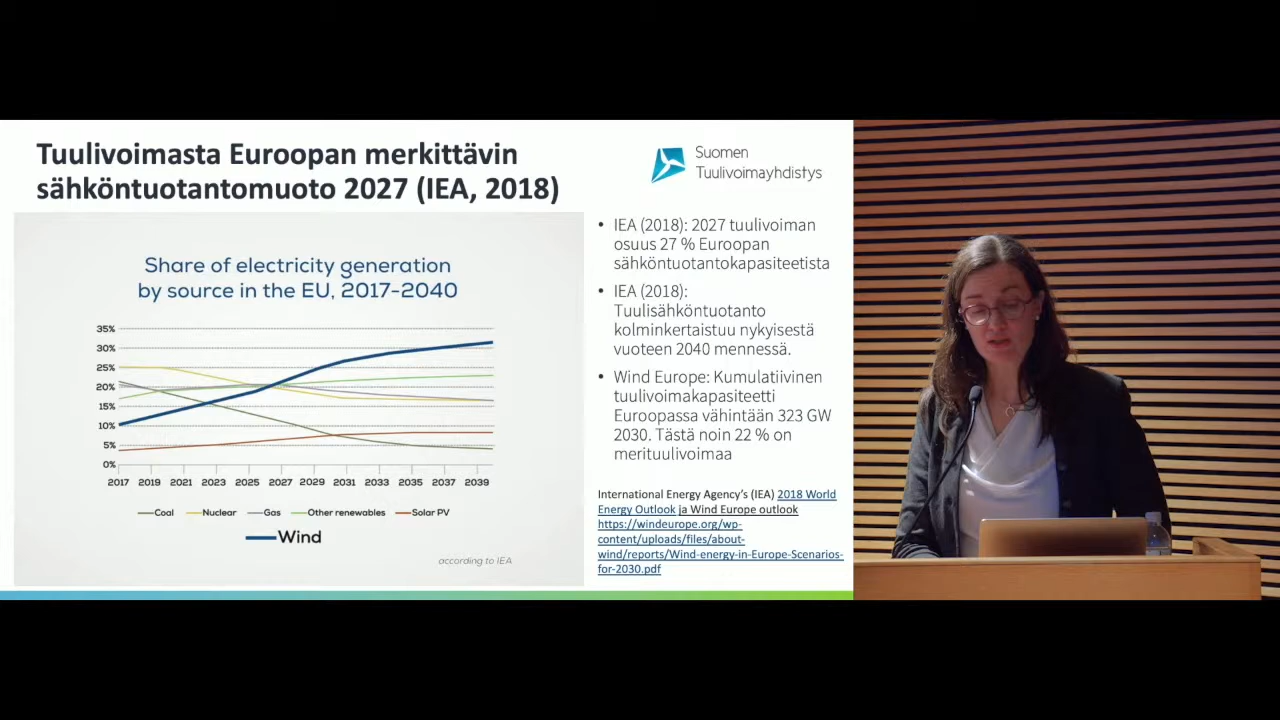 Tuulivoimasta Euroopan merkittävin
sähköntuotantomuoto 2027 (IEA, 2018)
Suomen
Tuulivoimayhdistys
Share of electricity generation
by source in the EU, 2017-2040
35%
30%
25%
20%
15%
10%
5%
0%
2017 2019 2021 2023 2025 2027 2029 2031 2033 2035 2037 2039
Coal Nuclear Gas Other renewables Solar PV
Wind
according to IEA
• IEA (2018): 2027 tuulivoiman
osuus 27 % Euroopan
sähköntuotantokapasiteetista
• IEA (2018):
Tuulisähköntuotanto
kolminkertaistuu nykyisestä
vuoteen 2040 mennessä.
• Wind Europe: Kumulatiivinen
tuulivoimakapasiteetti
Euroopassa vähintään 323 GW
2030. Tästä noin 22 % on
merituulivoimaa
International Energy Agency's (IEA) 2018 World
Energy Outlook ja Wind Europe outlook
https://windeurope.org/wp-
content/uploads/files/about-
wind/reports/Wind-energy-in-Europe-Scenarios-
for-2030.pdf